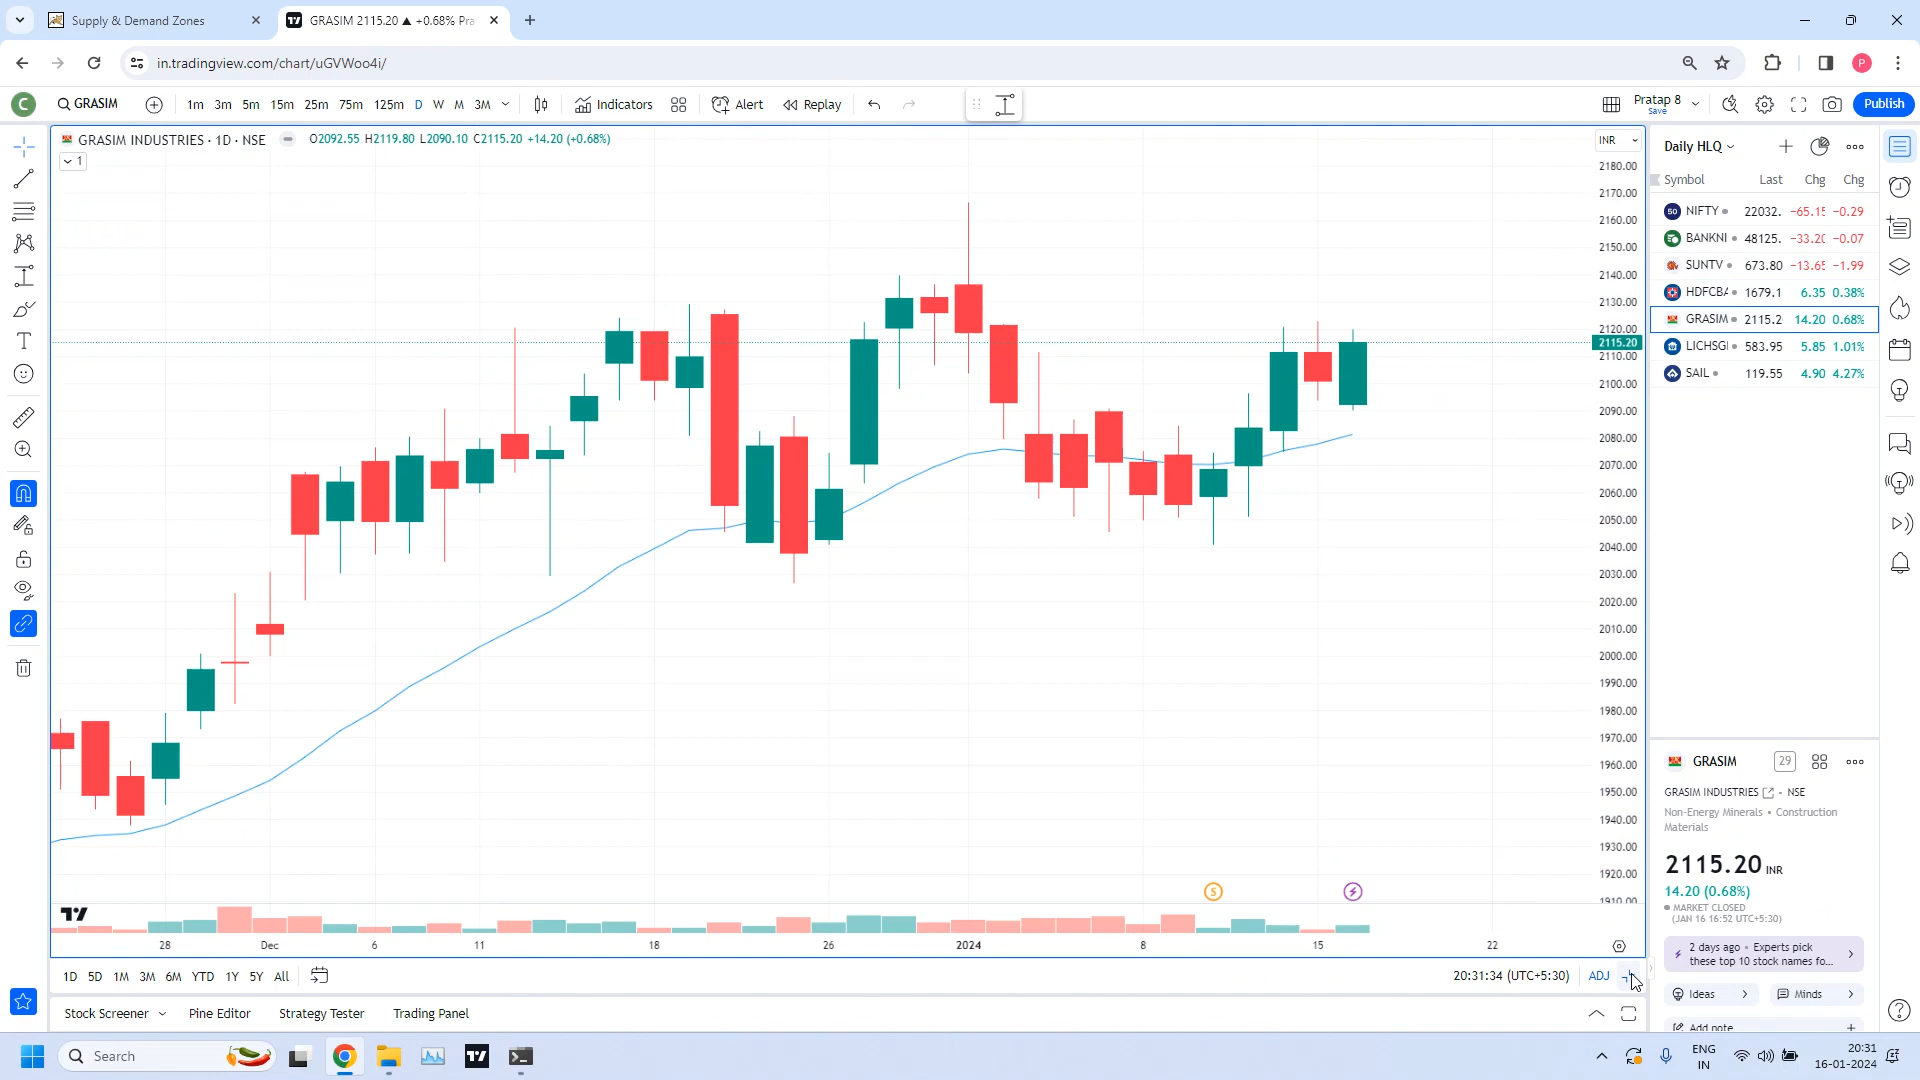 Supply & Demand Zones
GRASIM 2115.20 ▲ +0.68% Pra
in.tradingview.com/chart/uGVWoo4i/
P
C
GRASIM
1m 3m 5m 15m 25m 75m 125m D W M 3M
Indicators
Alert
Replay
Pratap 8
Save
Publish
GRASIM INDUSTRIES · 1D · NSE
O2092.55 H2119.80 L2090.10 C2115.20 +14.20 (+0.68%)
1
INR
2180.00
2170.00
2160.00
2150.00
2140.00
2130.00
2120.00
2115.20
2110.00
2100.00
2090.00
2080.00
2070.00
2060.00
2050.00
2040.00
2030.00
2020.00
2010.00
2000.00
1990.00
1980.00
1970.00
1960.00
1950.00
1940.00
1930.00
1920.00
1910.00
S
28 Dec 6 11 18 26 2024 8 15 22
1D 5D 1M 3M 6M YTD 1Y 5Y All
20:31:34 (UTC+5:30)
ADJ
Stock Screener
Pine Editor
Strategy Tester
Trading Panel
Daily HLQ
Symbol Last Chg Chg
50 NIFTY 22032. −65.15 −0.29
BANKNI 48125. −33.20 −0.07
SUNTV 673.80 −13.65 −1.99
HDFCBA 1679.1 6.35 0.38%
GRASIM 2115.2 14.20 0.68%
LICHSGI 583.95 5.85 1.01%
SAIL 119.55 4.90 4.27%
GRASIM
29
GRASIM INDUSTRIES - NSE
Non-Energy Minerals • Construction
Materials
2115.20 INR
14.20 (0.68%)
MARKET CLOSED
(JAN 16 16:52 UTC+5:30)
2 days ago • Experts pick
these top 10 stock names fo...
Ideas
Minds
Add note
Search
ENG
IN
20:31
16-01-2024